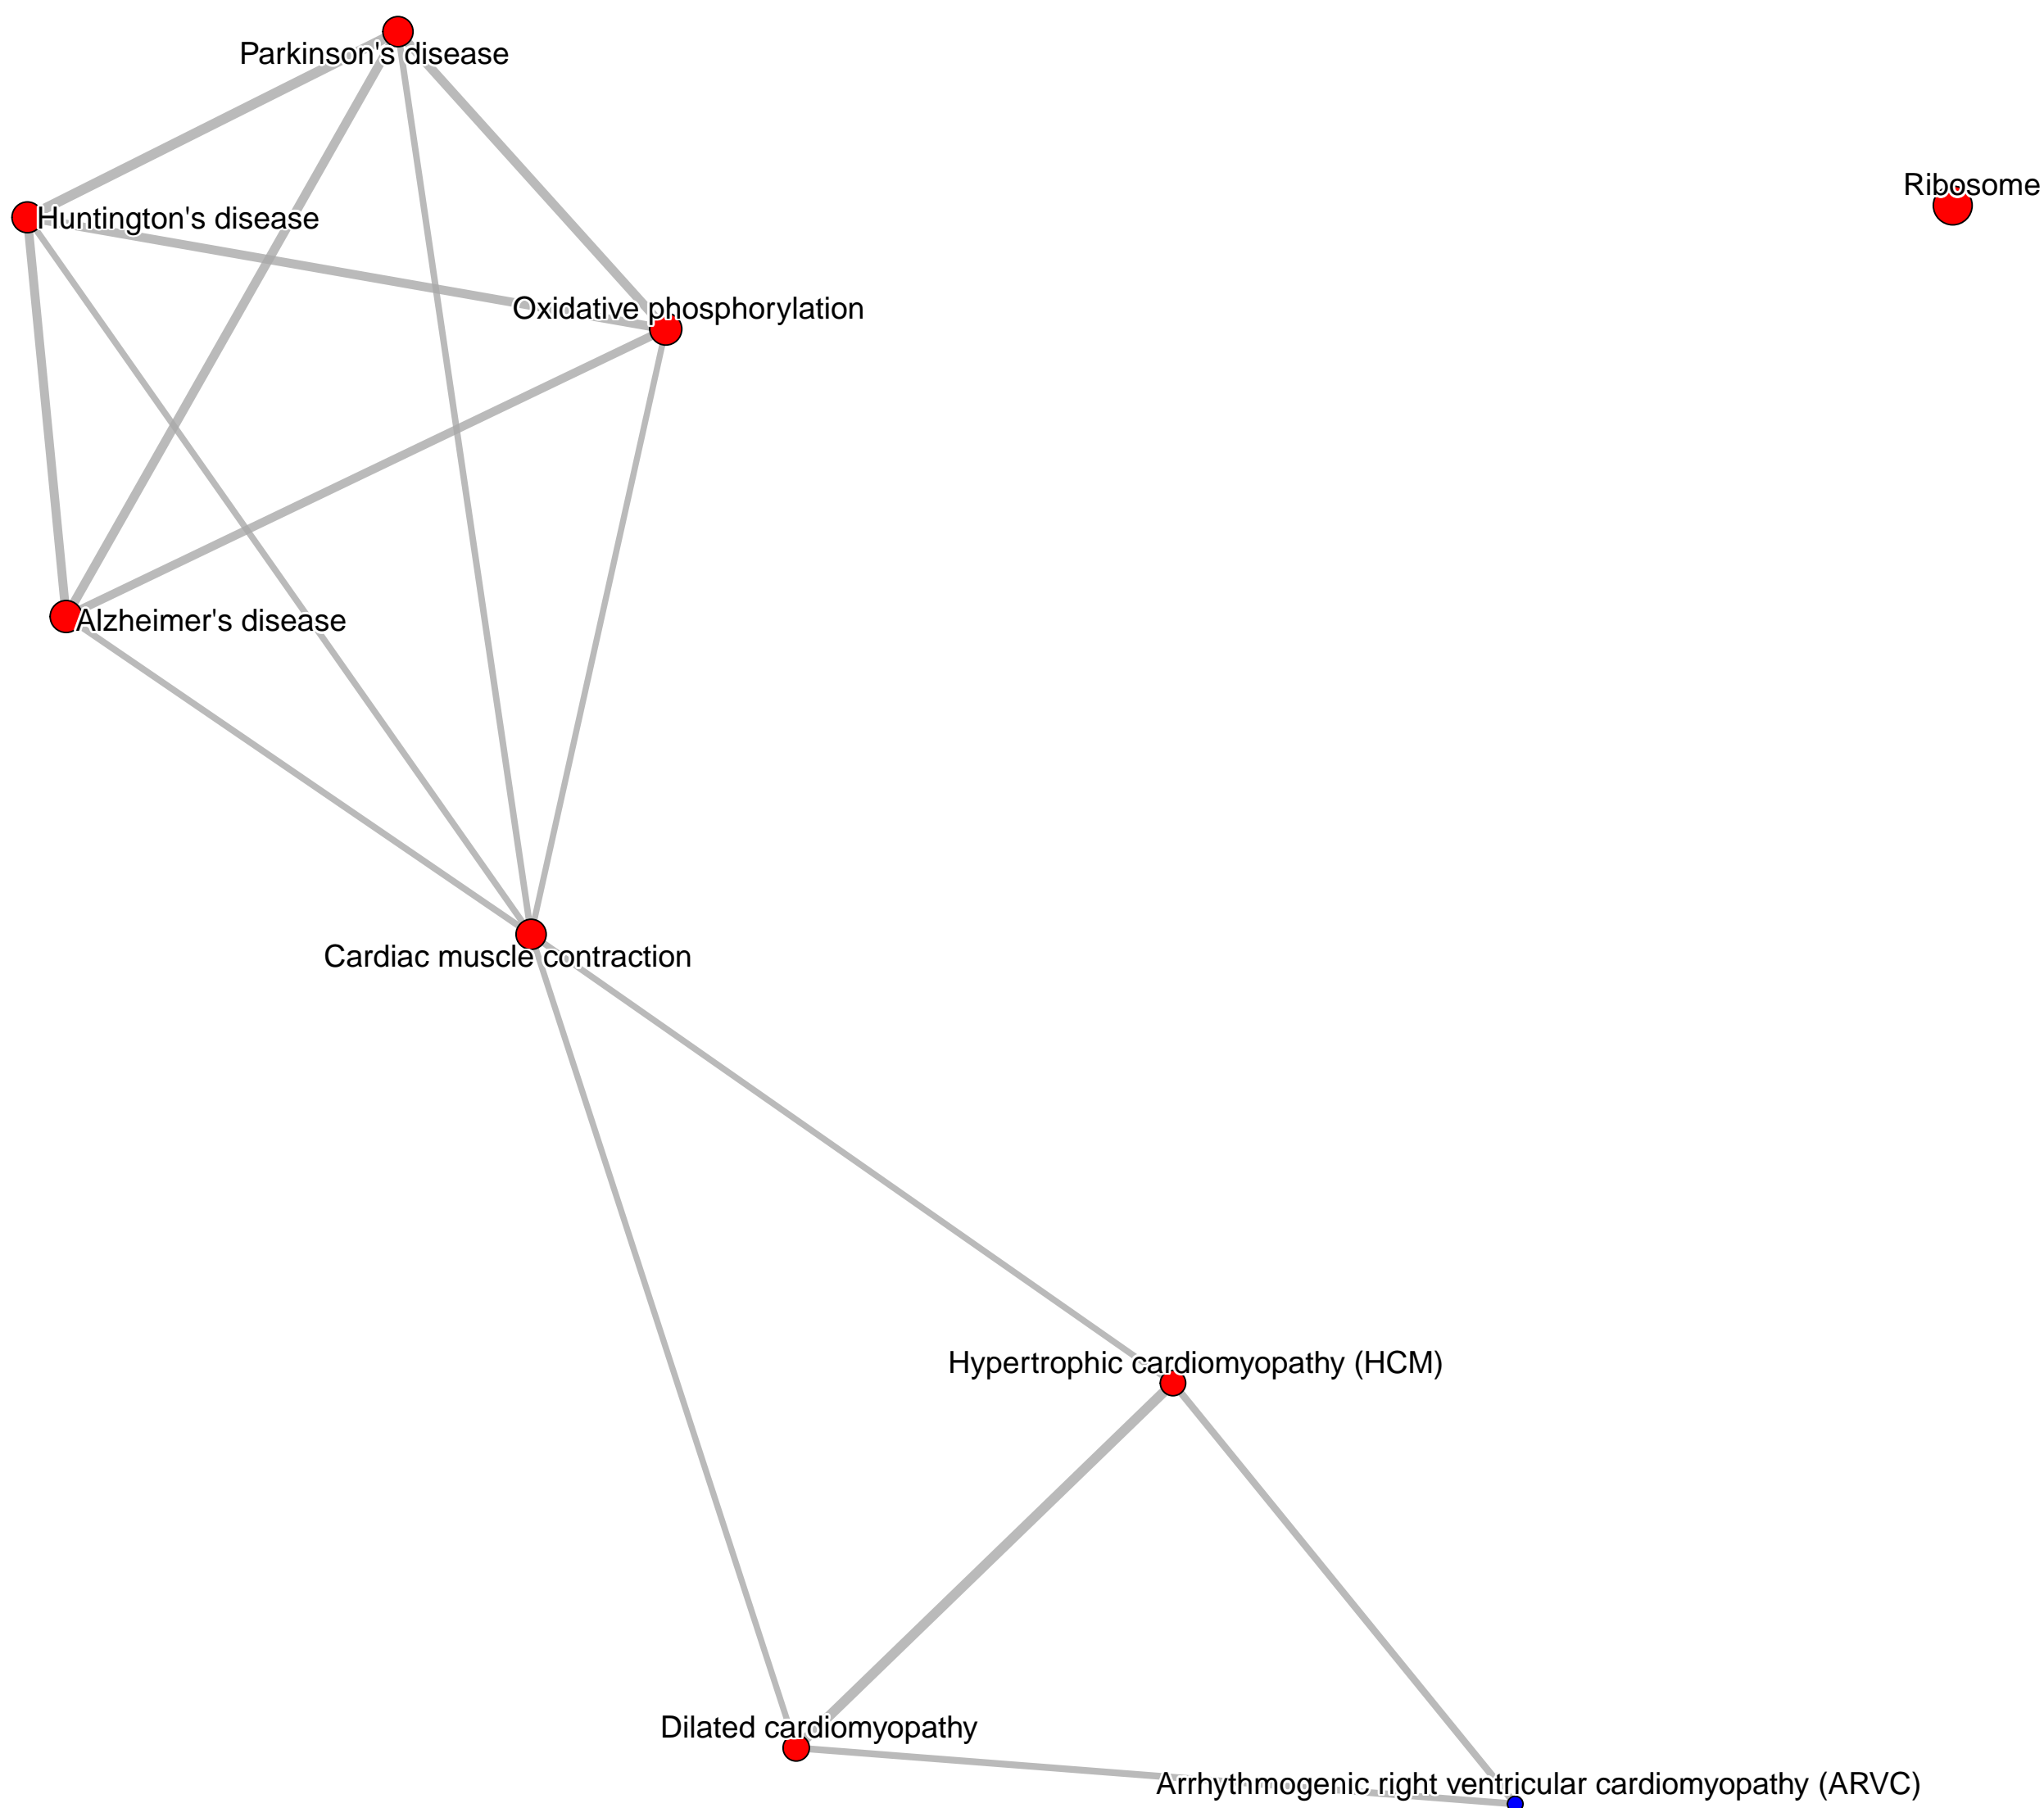 Parkinson's disease
Ribosome
Huntington's disease
Oxidative phosphorylation
Alzheimer's disease
Cardiac muscle contraction
Hypertrophic cardiomyopathy (HCM)
Dilated cardiomyopathy
Arrhythmogenic right ventricular cardiomyopathy (ARVC)